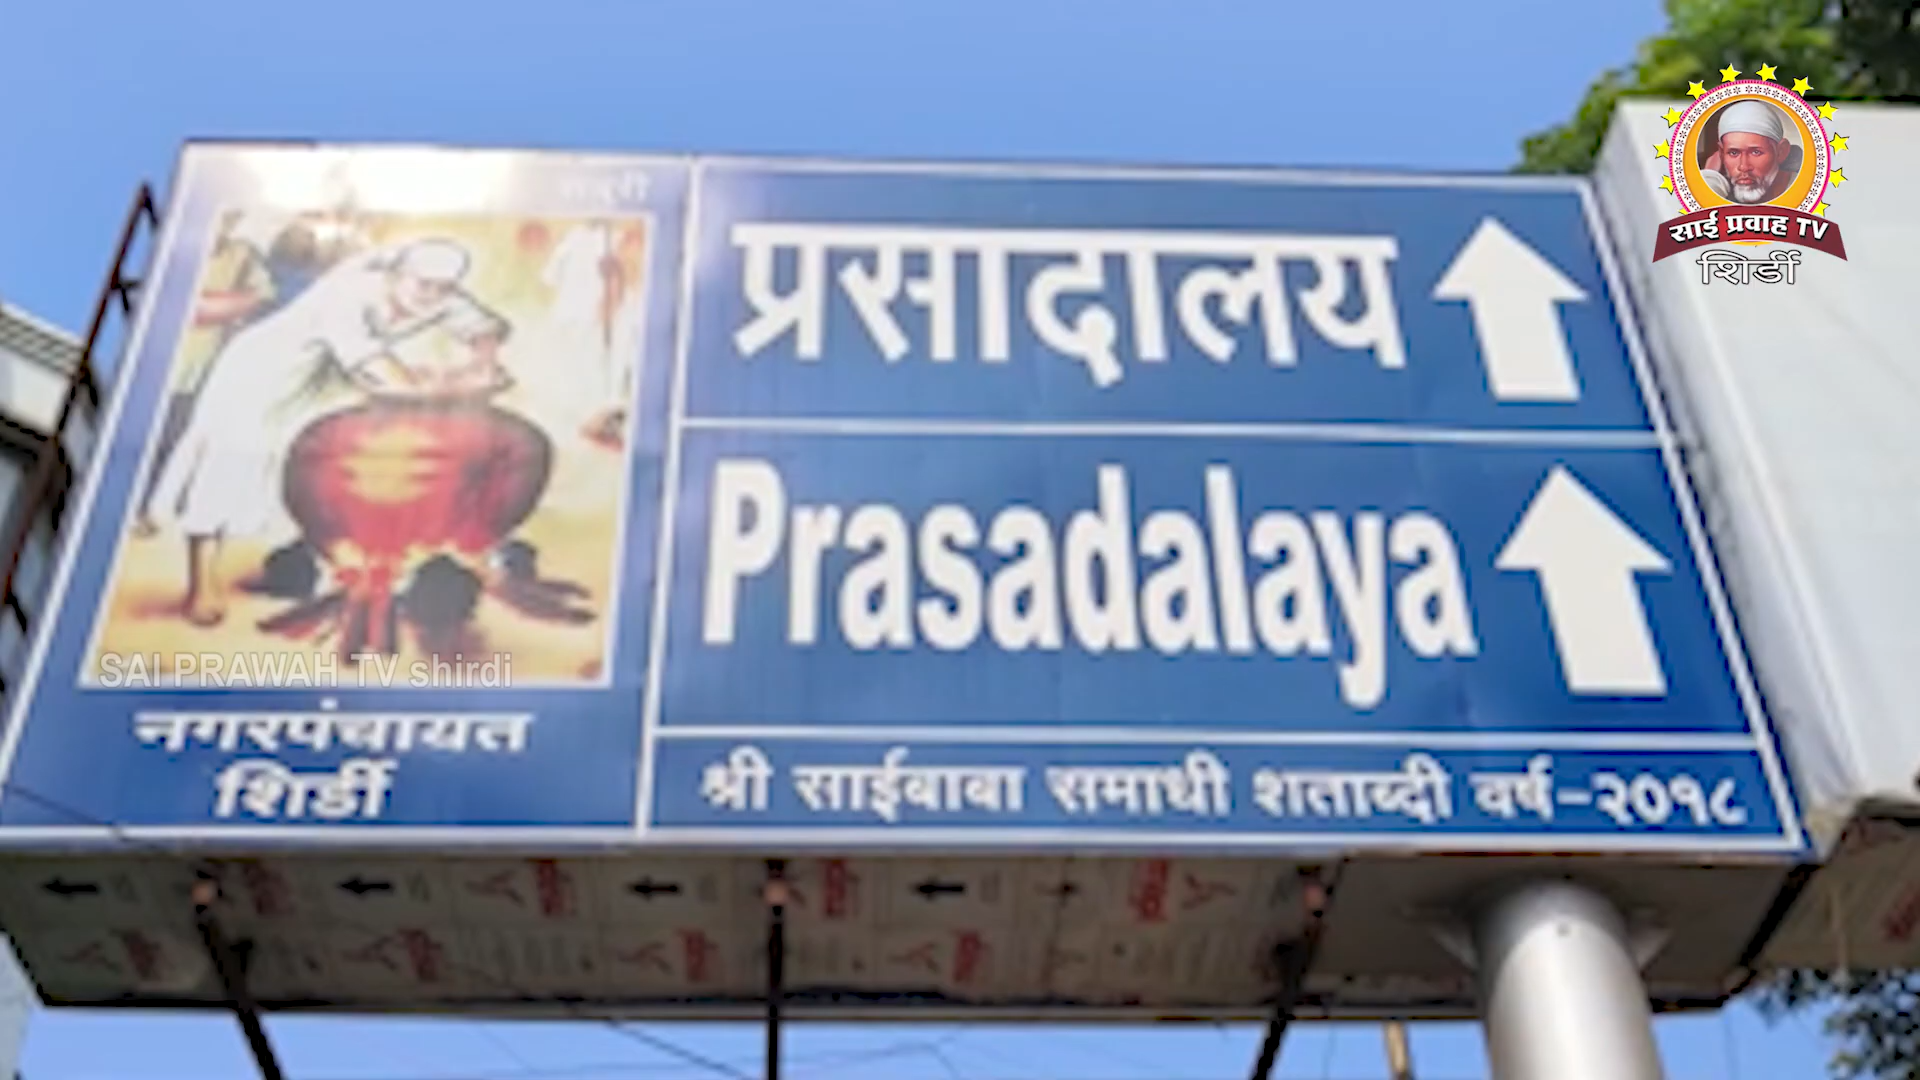 प्रसादालय
Prasadalaya
श्री साईबाबा समाधी शताब्दी वर्ष-२०१८
नगरपंचायत
शिर्डी
SAI PRAWAH TV shirdi
साई प्रवाह TV
शिर्डी